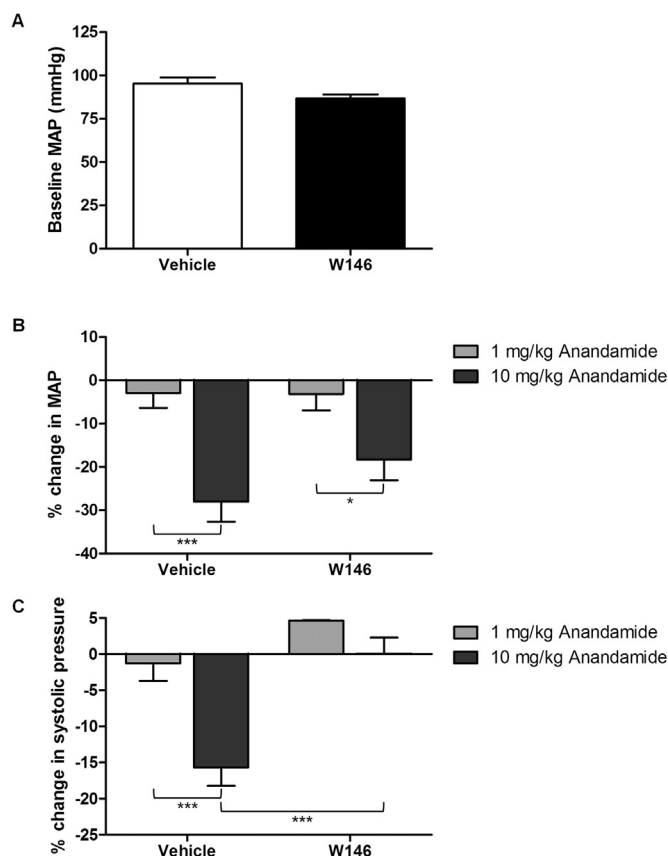 A
Baseline MAP (mmHg)
125
100
75
50
25
0
Vehicle W146
B
% change in MAP
10
0
-10
-20
-30
-40
*** *
Vehicle W146
1 mg/kg Anandamide
10 mg/kg Anandamide
C
% change in systolic pressure
5
0
-5
-10
-15
-20
-25
*** ***
Vehicle W146
1 mg/kg Anandamide
10 mg/kg Anandamide